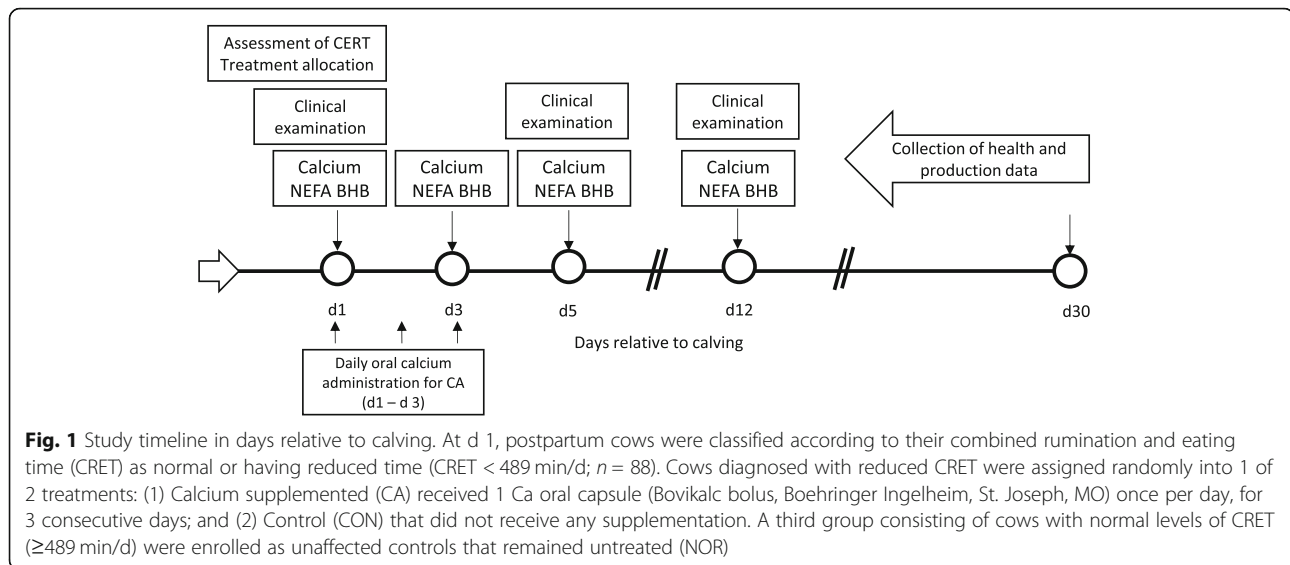 Assessment of CERT
Treatment allocation
Clinical
examination
Clinical
examination
Clinical
examination
Calcium
NEFA BHB
Calcium
NEFA BHB
Calcium
NEFA BHB
Calcium
NEFA BHB
Collection of health and
production data
d1
d3
d5
d12
d30
Days relative to calving
Daily oral calcium
administration for CA
(d1 – d 3)
Fig. 1 Study timeline in days relative to calving. At d 1, postpartum cows were classified according to their combined rumination and eating
time (CRET) as normal or having reduced time (CRET < 489 min/d; n = 88). Cows diagnosed with reduced CRET were assigned randomly into 1 of
2 treatments: (1) Calcium supplemented (CA) received 1 Ca oral capsule (Bovikalc bolus, Boehringer Ingelheim, St. Joseph, MO) once per day, for
3 consecutive days; and (2) Control (CON) that did not receive any supplementation. A third group consisting of cows with normal levels of CRET
(≥489 min/d) were enrolled as unaffected controls that remained untreated (NOR)